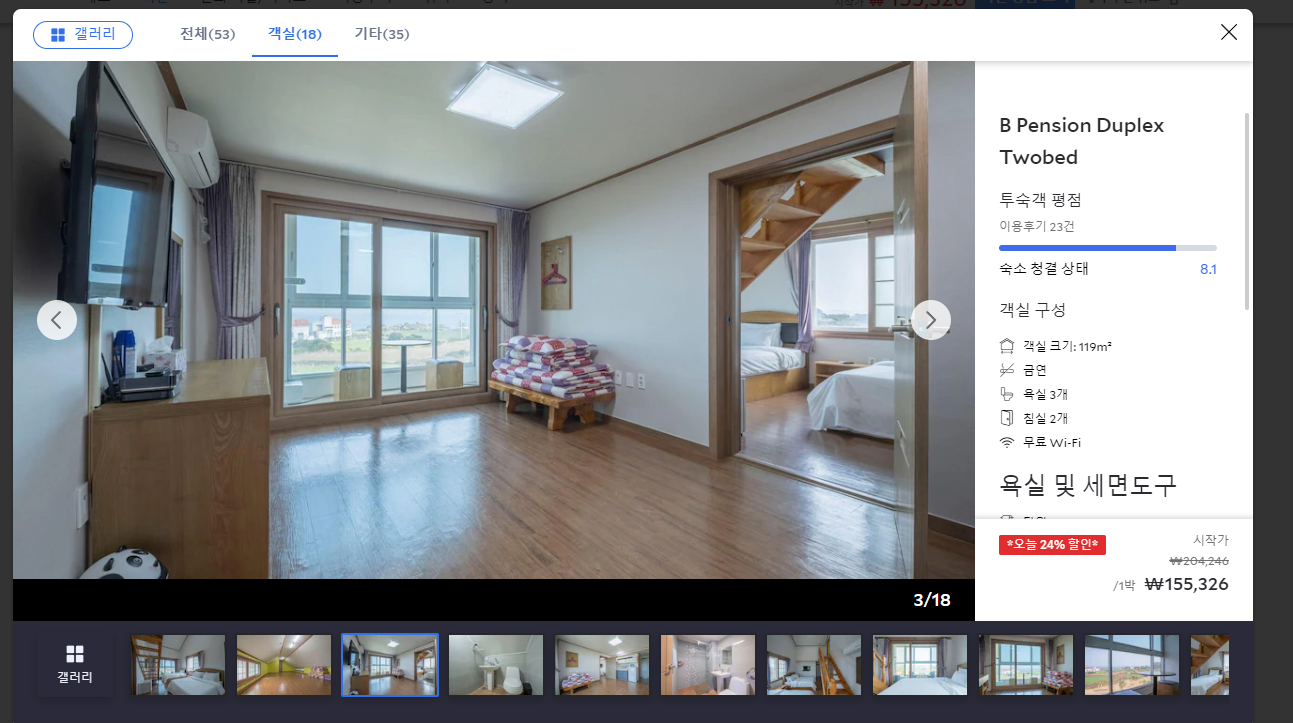 갤러리
전체(53)
객실(18)
기타(35)
B Pension Duplex
Twobed
투숙객 평점
이용후기 23건
숙소 청결 상태
8.1
객실 구성
객실 크기: 119m²
금연
욕실 3개
침실 2개
무료 Wi-Fi
욕실 및 세면도구
*오늘 24% 할인*
시작가
₩204,246
/1박 ₩155,326
3/18
갤러리